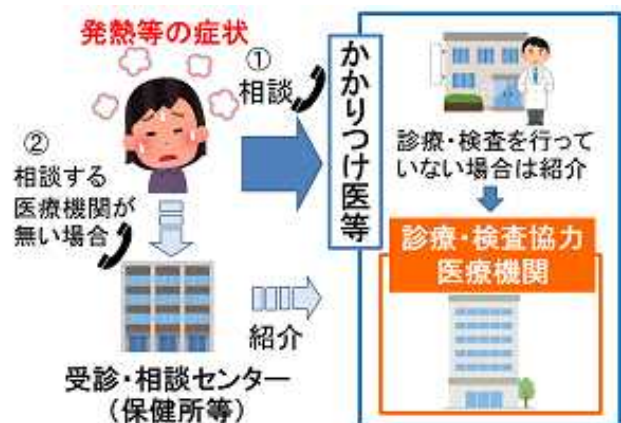 発熱等の症状
①
相談
②
相談する
医療機関が
無い場合
かかりつけ医等
診療・検査を行って
いない場合は紹介
診療・検査協力
医療機関
紹介
受診・相談センター
(保健所等)